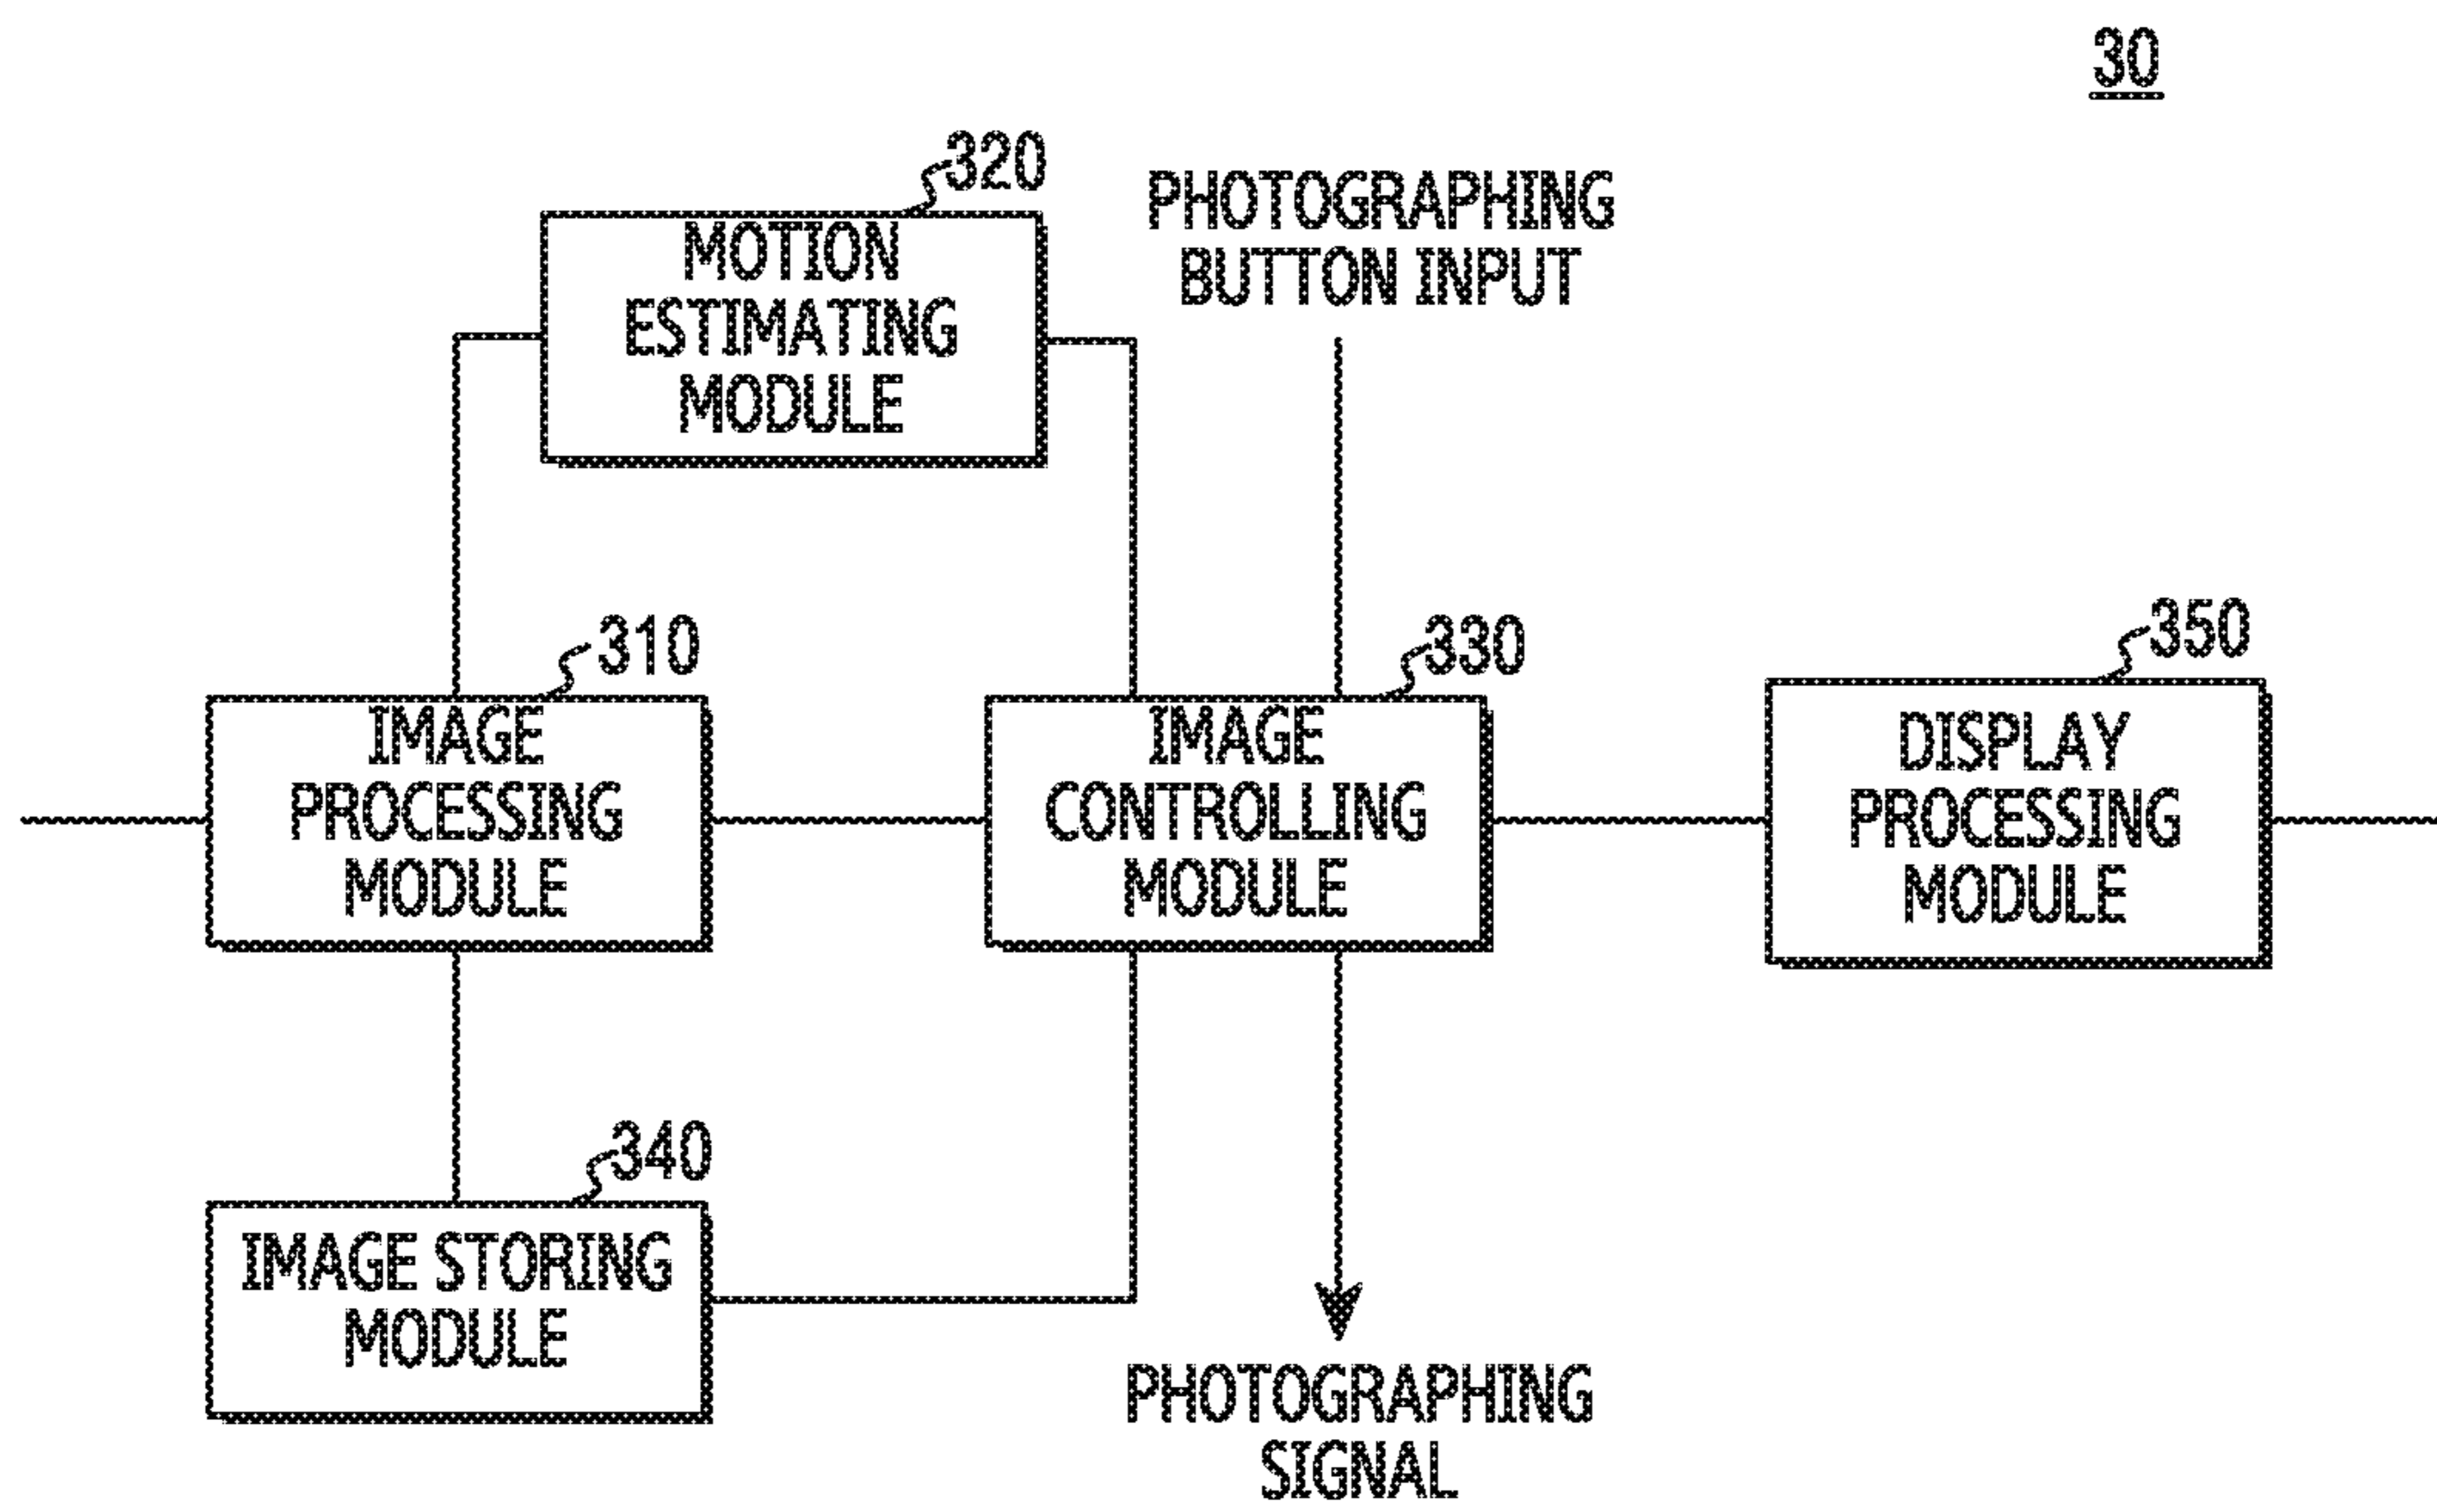 30
320
MOTION
ESTIMATING
MODULE
PHOTOGRAPHING
BUTTON INPUT
310
IMAGE
PROCESSING
MODULE
330
IMAGE
CONTROLLING
MODULE
350
DISPLAY
PROCESSING
MODULE
340
IMAGE STORING
MODULE
PHOTOGRAPHING
SIGNAL